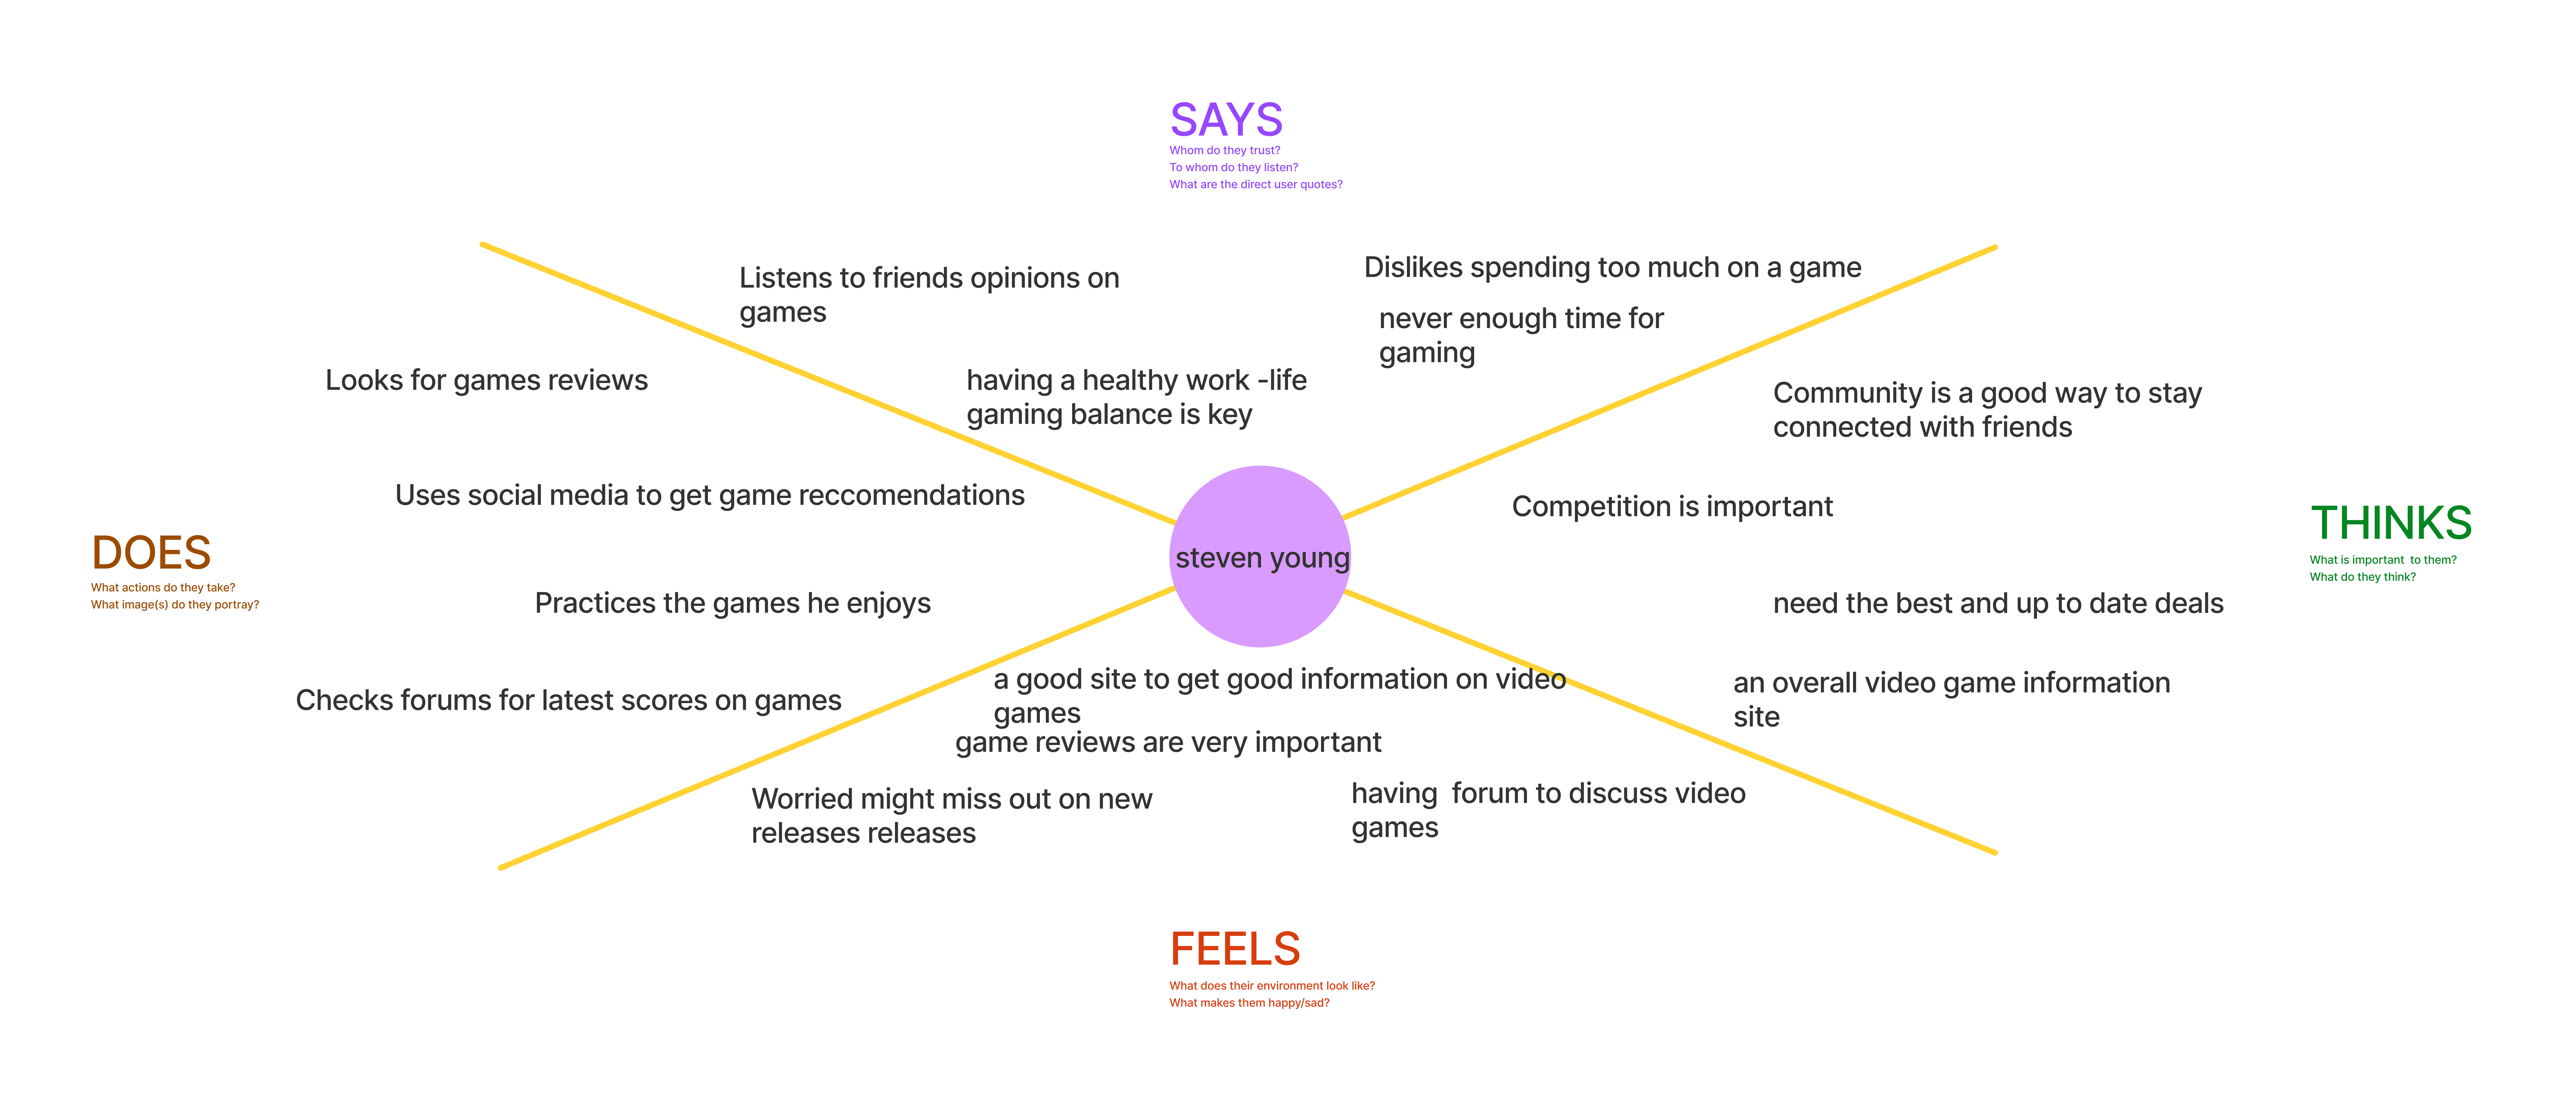 SAYS
Whom do they trust?
To whom do they listen?
What are the direct user quotes?
Listens to friends opinions on
games
Dislikes spending too much on a game
never enough time for
gaming
having a healthy work -life
gaming balance is key
Looks for games reviews
Uses social media to get game reccomendations
DOES
What actions do they take?
What image(s) do they portray?
Practices the games he enjoys
Checks forums for latest scores on games
steven young
Community is a good way to stay
connected with friends
Competition is important
THINKS
What is important  to them?
What do they think?
need the best and up to date deals
an overall video game information
site
a good site to get good information on video
games
game reviews are very important
Worried might miss out on new
releases releases
having  forum to discuss video
games
FEELS
What does their environment look like?
What makes them happy/sad?